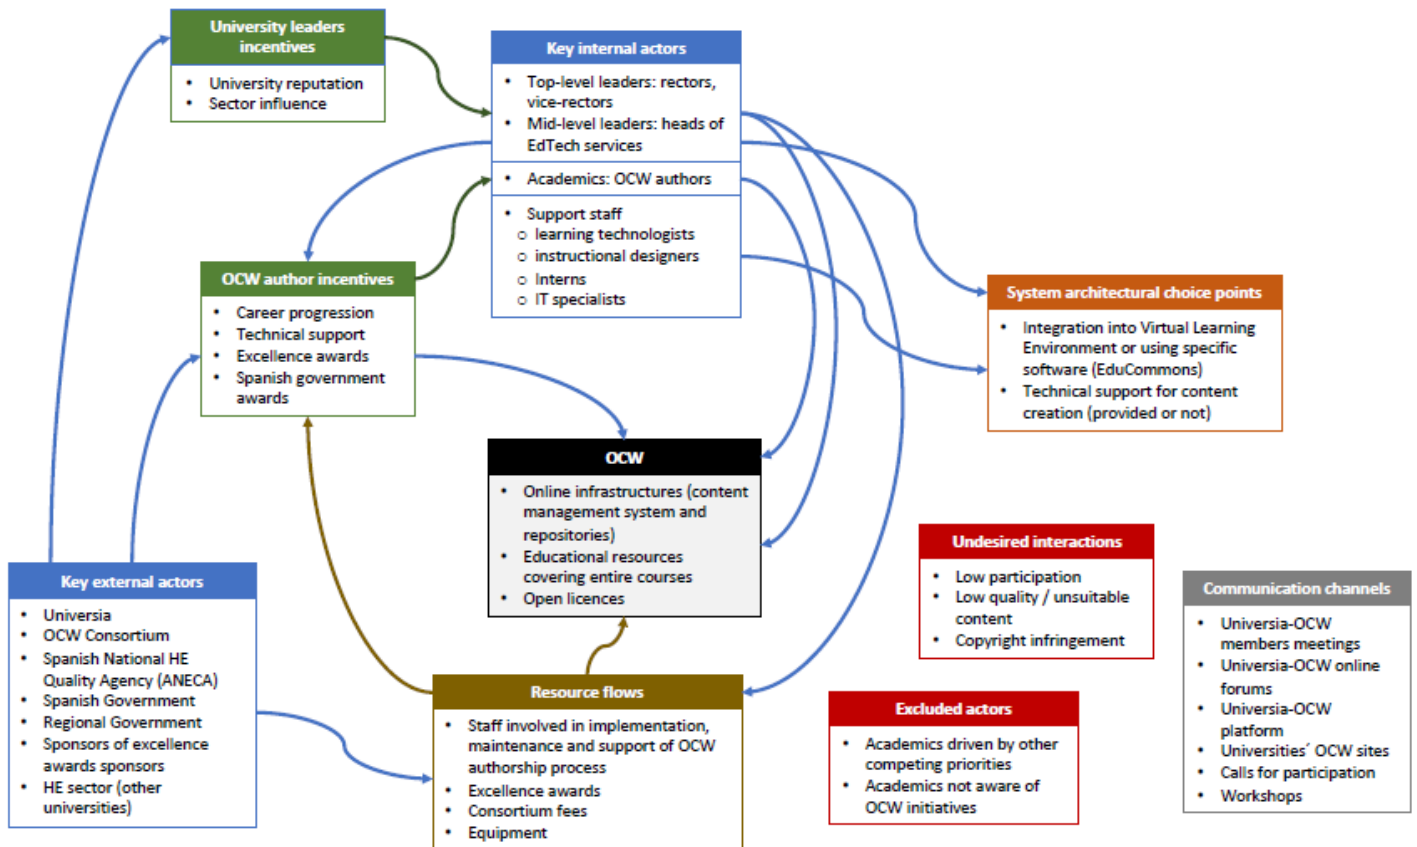 University leaders
incentives
• University reputation
• Sector influence
Key internal actors
• Top-level leaders: rectors,
vice-rectors
• Mid-level leaders: heads of
EdTech services
• Academics: OCW authors
• Support staff
o learning technologists
o instructional designers
o Interns
o IT specialists
OCW author incentives
• Career progression
• Technical support
• Excellence awards
• Spanish government
awards
System architectural choice points
• Integration into Virtual Learning
Environment or using specific
software (EduCommons)
• Technical support for content
creation (provided or not)
OCW
• Online infrastructures (content
management system and
repositories)
• Educational resources
covering entire courses
• Open licences
Key external actors
• Universia
• OCW Consortium
• Spanish National HE
Quality Agency (ANECA)
• Spanish Government
• Regional Government
• Sponsors of excellence
awards sponsors
• HE sector (other
universities)
Resource flows
• Staff involved in implementation,
maintenance and support of OCW
authorship process
• Excellence awards
• Consortium fees
• Equipment
Undesired interactions
• Low participation
• Low quality / unsuitable
content
• Copyright infringement
Excluded actors
• Academics driven by other
competing priorities
• Academics not aware of
OCW initiatives
Communication channels
• Universia-OCW
members meetings
• Universia-OCW online
forums
• Universia-OCW
platform
• Universities´ OCW sites
• Calls for participation
• Workshops